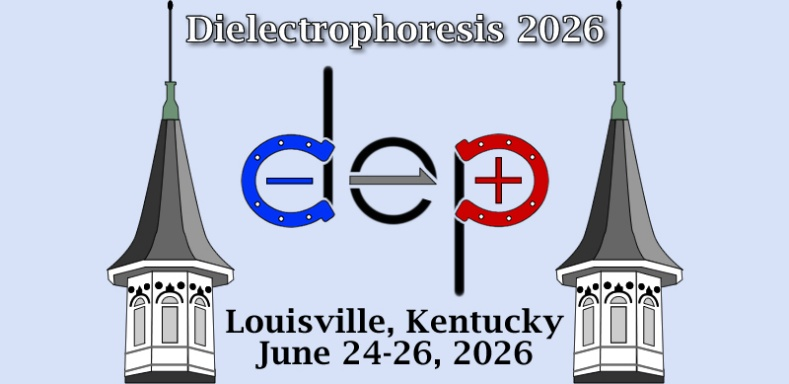 Dielectrophoresis 2026
dep
− +
Louisville, Kentucky
June 24-26, 2026